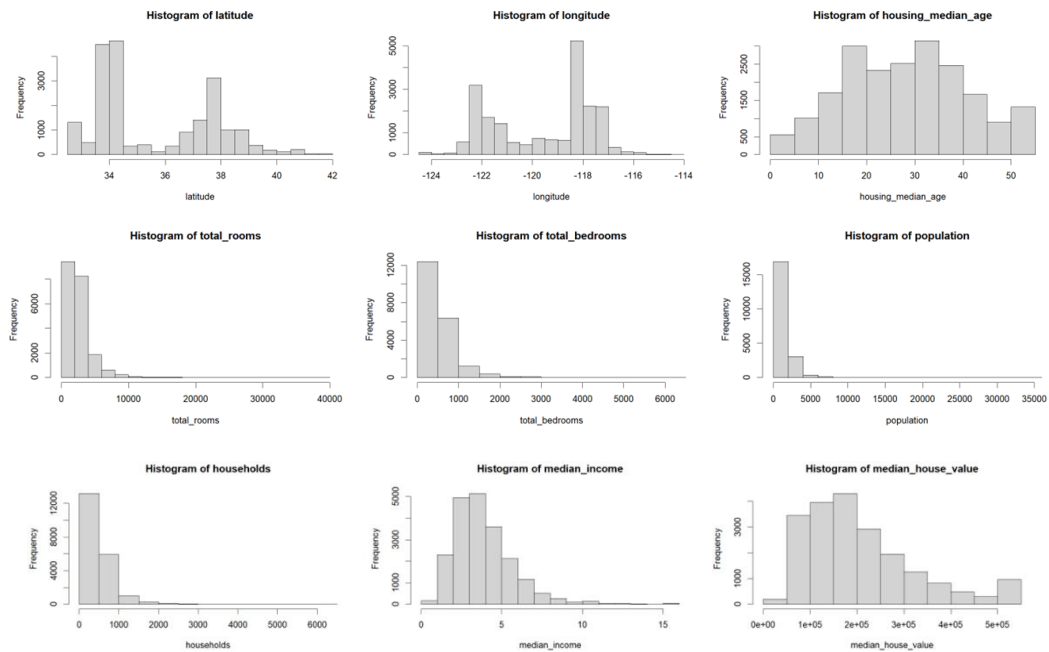 Histogram of latitude
Frequency
0 1000 3000
34 36 38 40 42
latitude
Histogram of longitude
Frequency
0 1000 3000 5000
-124 -122 -120 -118 -116 -114
longitude
Histogram of housing_median_age
Frequency
0 500 1500 2500
0 10 20 30 40 50
housing_median_age
Histogram of total_rooms
Frequency
0 2000 6000
0 10000 20000 30000 40000
total_rooms
Histogram of total_bedrooms
Frequency
0 4000 8000 12000
0 1000 2000 3000 4000 5000 6000
total_bedrooms
Histogram of population
Frequency
0 5000 10000 15000
0 5000 10000 15000 20000 25000 30000 35000
population
Histogram of households
Frequency
0 4000 8000 12000
0 1000 2000 3000 4000 5000 6000
households
Histogram of median_income
Frequency
0 1000 3000 5000
0 5 10 15
median_income
Histogram of median_house_value
Frequency
0 1000 3000
0e+00 1e+05 2e+05 3e+05 4e+05 5e+05
median_house_value